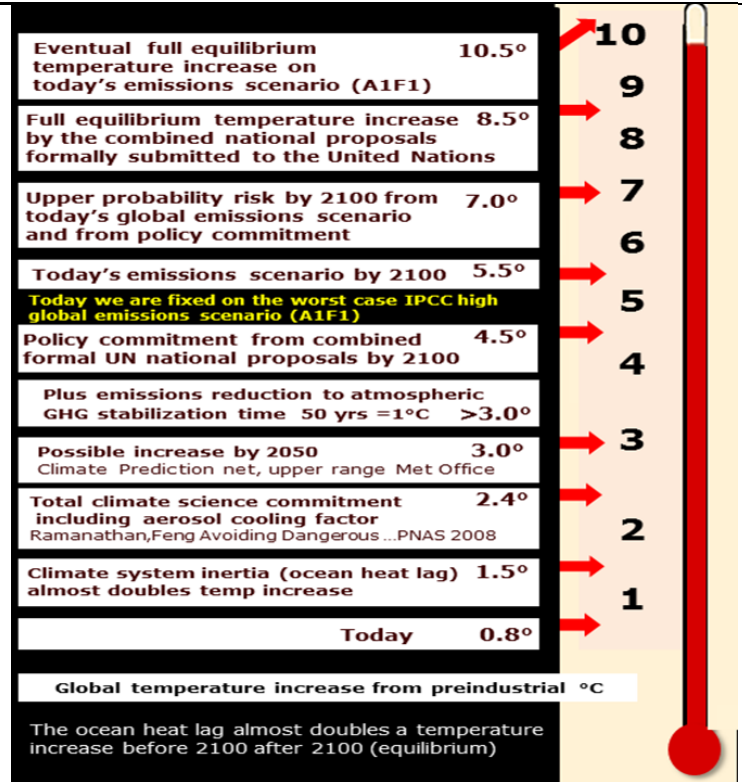 Eventual full equilibrium 10.5°
temperature increase on
today's emissions scenario (A1F1)
Full equilibrium temperature increase 8.5°
by the combined national proposals
formally submitted to the United Nations
Upper probability risk by 2100 from 7.0°
today's global emissions scenario
and from policy commitment
Today's emissions scenario by 2100 5.5°
Today we are fixed on the worst case IPCC high
global emissions scenario (A1F1)
Policy commitment from combined 4.5°
formal UN national proposals by 2100
Plus emissions reduction to atmospheric
GHG stabilization time 50 yrs =1°C >3.0°
Possible increase by 2050 3.0°
Climate Prediction net, upper range Met Office
Total climate science commitment 2.4°
including aerosol cooling factor
Ramanathan,Feng Avoiding Dangerous ...PNAS 2008
Climate system inertia (ocean heat lag) 1.5°
almost doubles temp increase
Today 0.8°
Global temperature increase from preindustrial °C
The ocean heat lag almost doubles a temperature
increase before 2100 after 2100 (equilibrium)
10
9
8
7
6
5
4
3
2
1